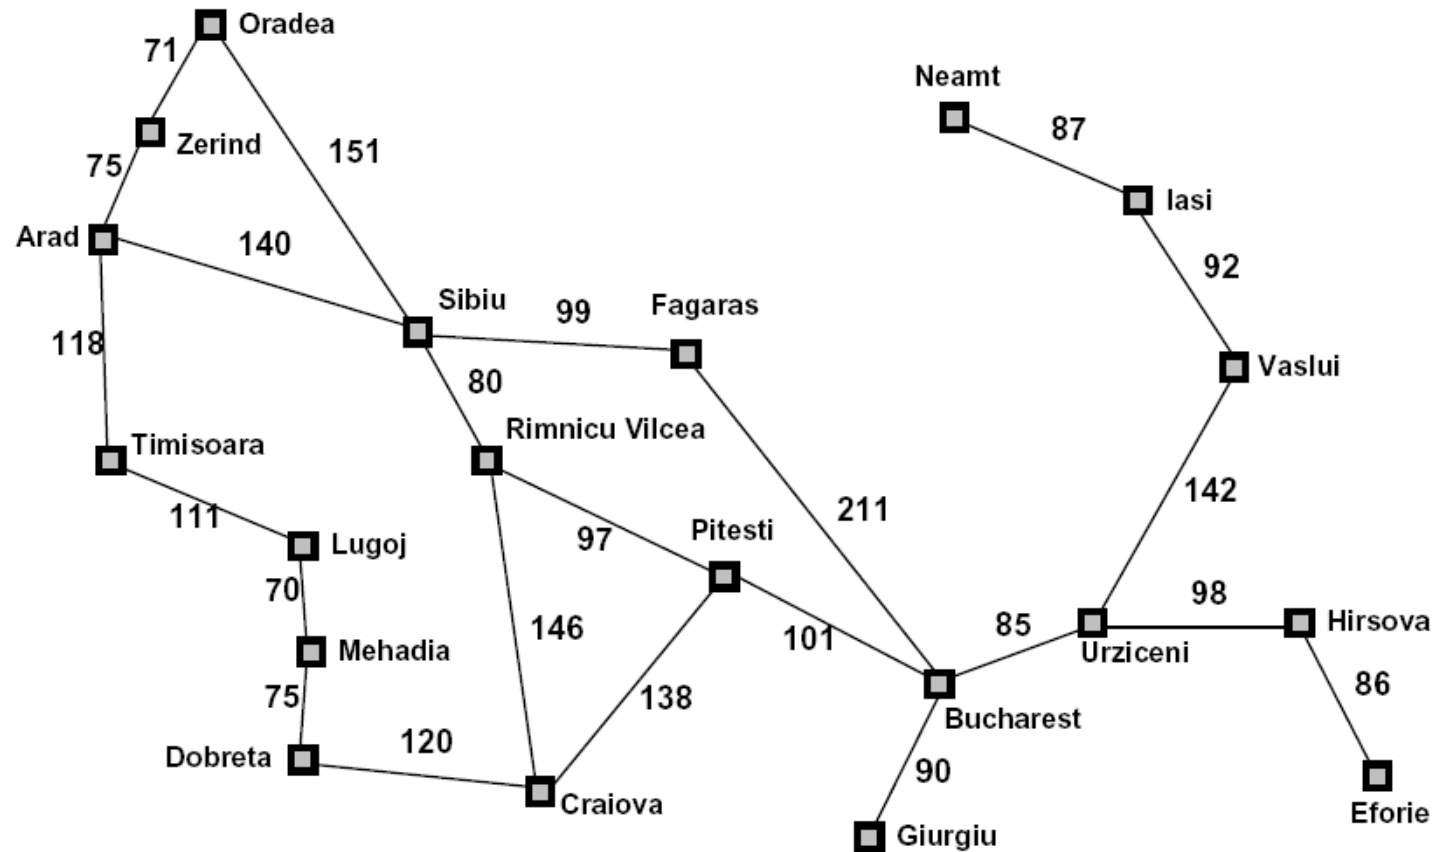 Oradea
71
Neamt
87
Zerind
151
75
Iasi
Arad
140
92
Sibiu
99
Fagaras
118
Vaslui
80
Rimnicu Vilcea
Timisoara
142
211
111
97
Pitesti
Lugoj
70
98
Hirsova
146
101
85
Urziceni
Mehadia
86
75
138
Bucharest
120
Dobreta
90
Craiova
Eforie
Giurgiu